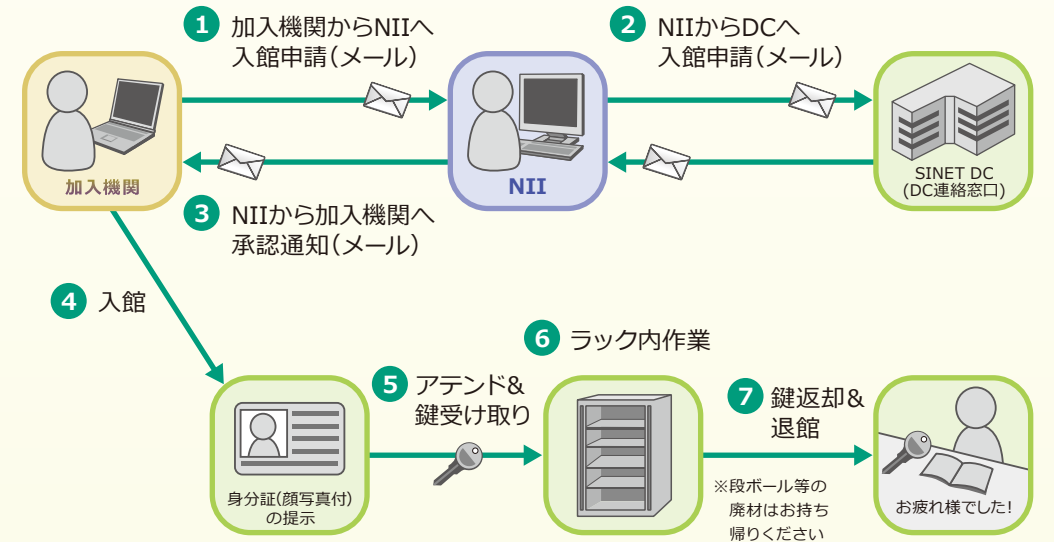 1 加入機関からNIIへ
入館申請(メール)
2 NIIからDCへ
入館申請(メール)
加入機関
NII
SINET DC
(DC連絡窓口)
3 NIIから加入機関へ
承認通知(メール)
4 入館
身分証(顔写真付)
の提示
5 アテンド&
鍵受け取り
6 ラック内作業
7 鍵返却&
退館
※段ボール等の
廃材はお持ち
帰りください
お疲れ様でした!